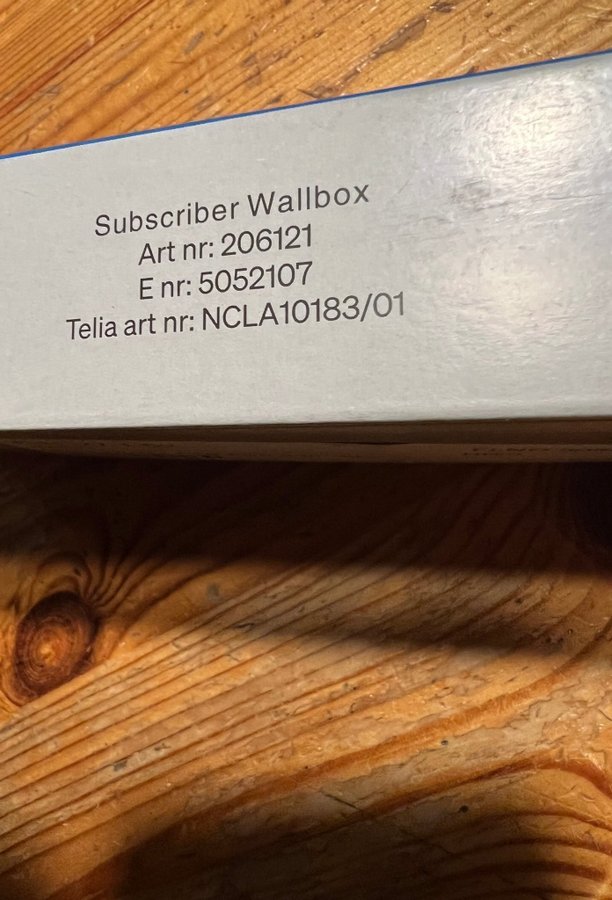 Subscriber Wallbox
Art nr: 206121
E nr: 5052107
Telia art nr: NCLA10183/01